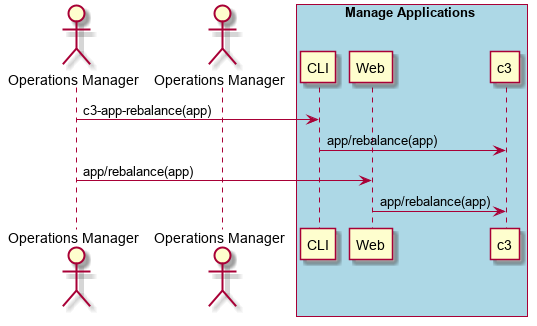 Manage Applications
Operations Manager
Operations Manager
CLI
Web
c3
c3-app-rebalance(app)
app/rebalance(app)
app/rebalance(app)
app/rebalance(app)
Operations Manager
Operations Manager
CLI
Web
c3